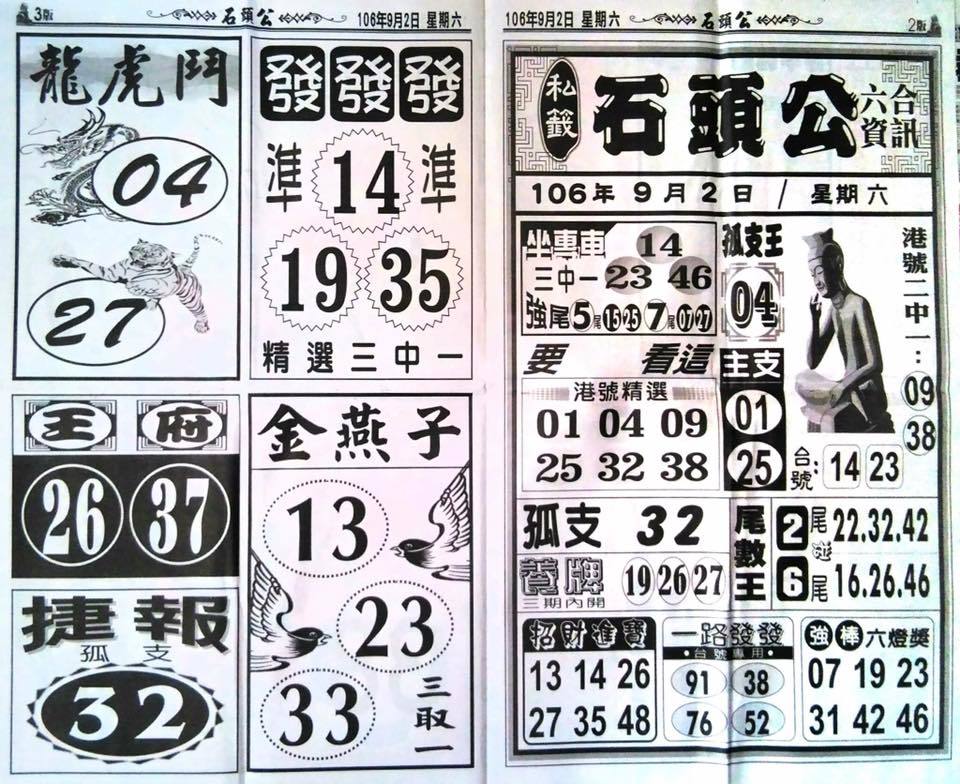 3版 石頭公 106年9月2日 星期六
龍虎鬥
04
27
發發發
準 14 準
19 35
精選三中一
王府
26 37
捷報
孤支
32
金燕子
13
23
33
三取一
106年9月2日 星期六 石頭公 2版
私籤
石頭公
六合
資訊
106年9月2日 / 星期六
坐專車 14
三中一 23 46
強尾5尾 15 25 7尾 07 27
要 看這
港號精選
01 04 09
25 32 38
孤支王
04
主支
01
25
港號二中一:
09
38
台號: 14 23
孤支 32
養牌 19 26 27
三期內開
尾數王
2尾 22.32.42
碰
6尾 16.26.46
招財進寶
13 14 26
27 35 48
一路發發
•台號專用•
91 38
76 52
強棒六燈獎
07 19 23
31 42 46